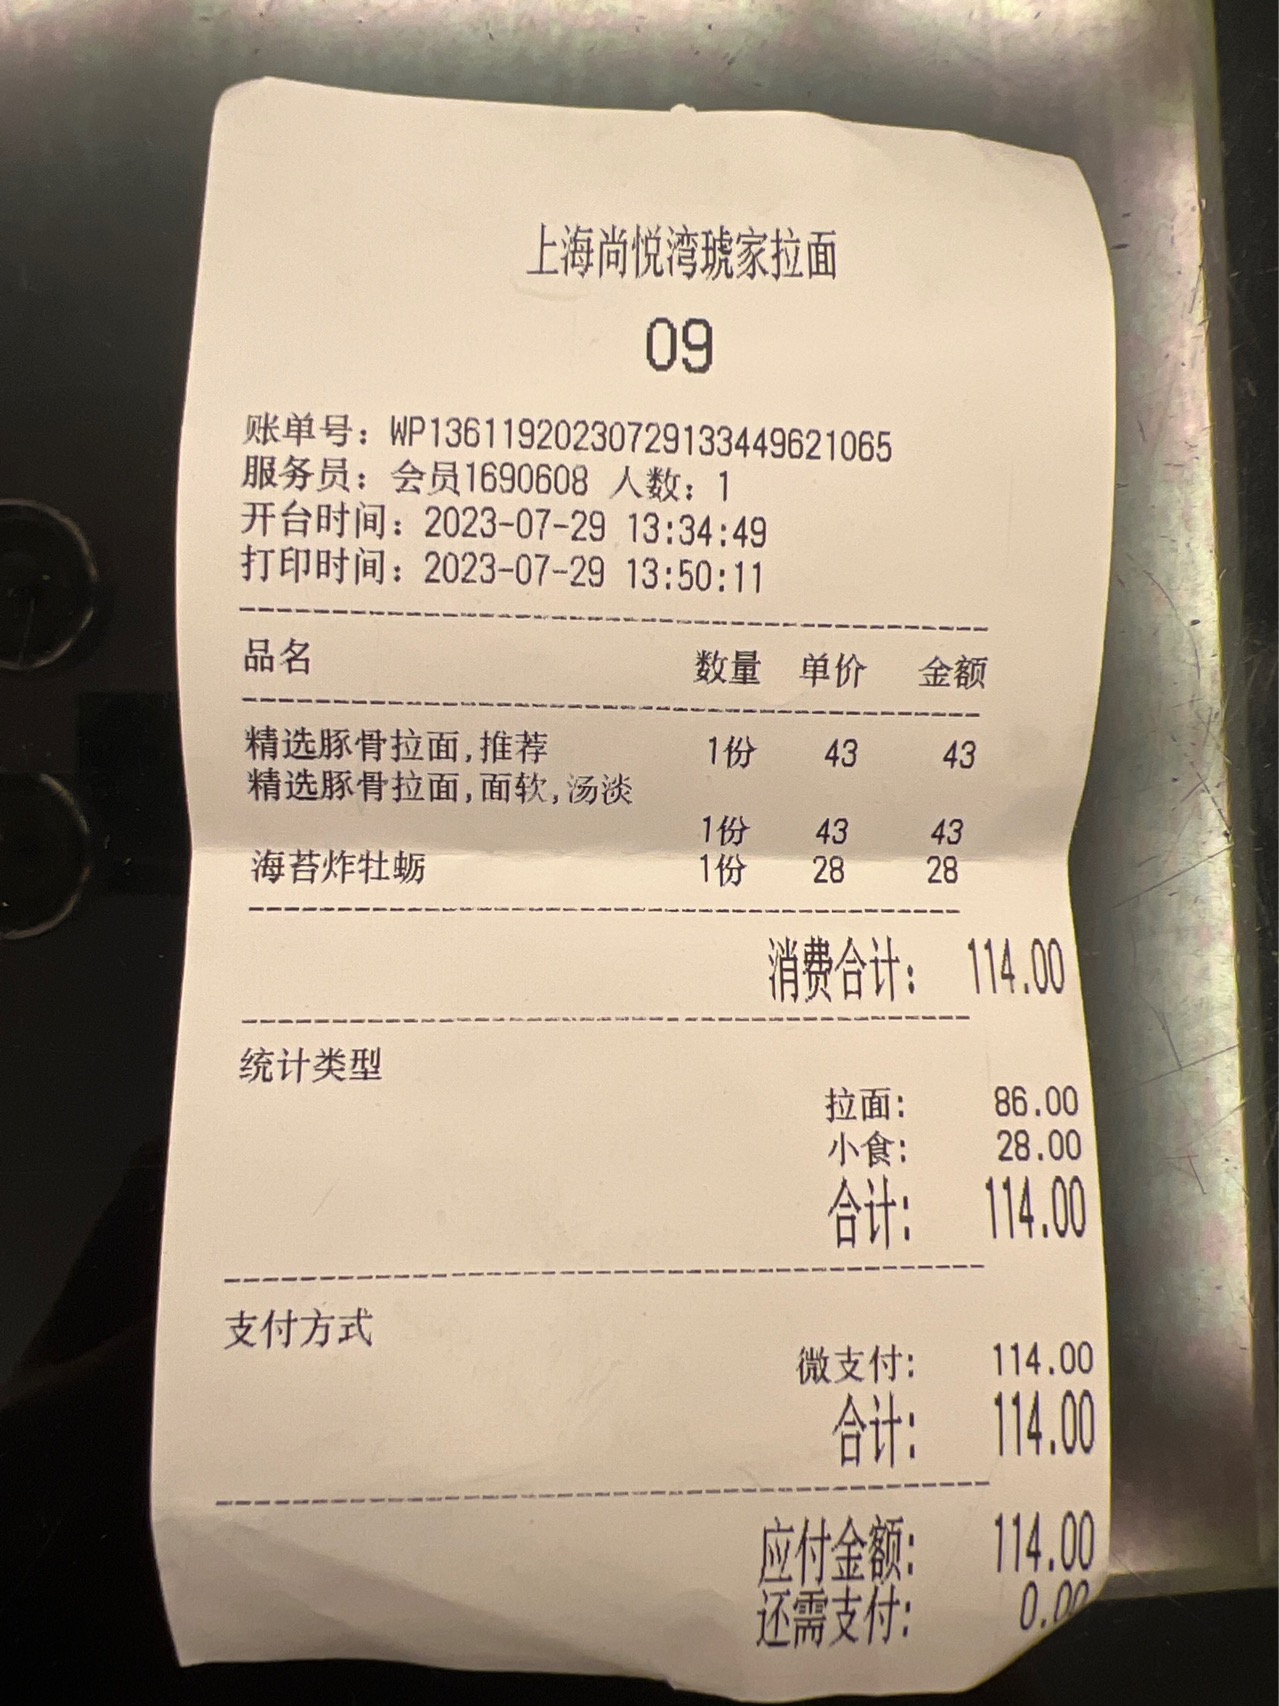 上海尚悦湾琥家拉面
09
账单号：WP13611920230729133449621065
服务员：会员1690608 人数：1
开台时间：2023-07-29 13:34:49
打印时间：2023-07-29 13:50:11
品名 数量 单价 金额
精选豚骨拉面,推荐 1份 43 43
精选豚骨拉面,面软,汤淡
1份 43 43
海苔炸牡蛎 1份 28 28
消费合计： 114.00
统计类型
拉面: 86.00
小食: 28.00
合计: 114.00
支付方式
微支付: 114.00
合计: 114.00
应付金额: 114.00
还需支付: 0.00